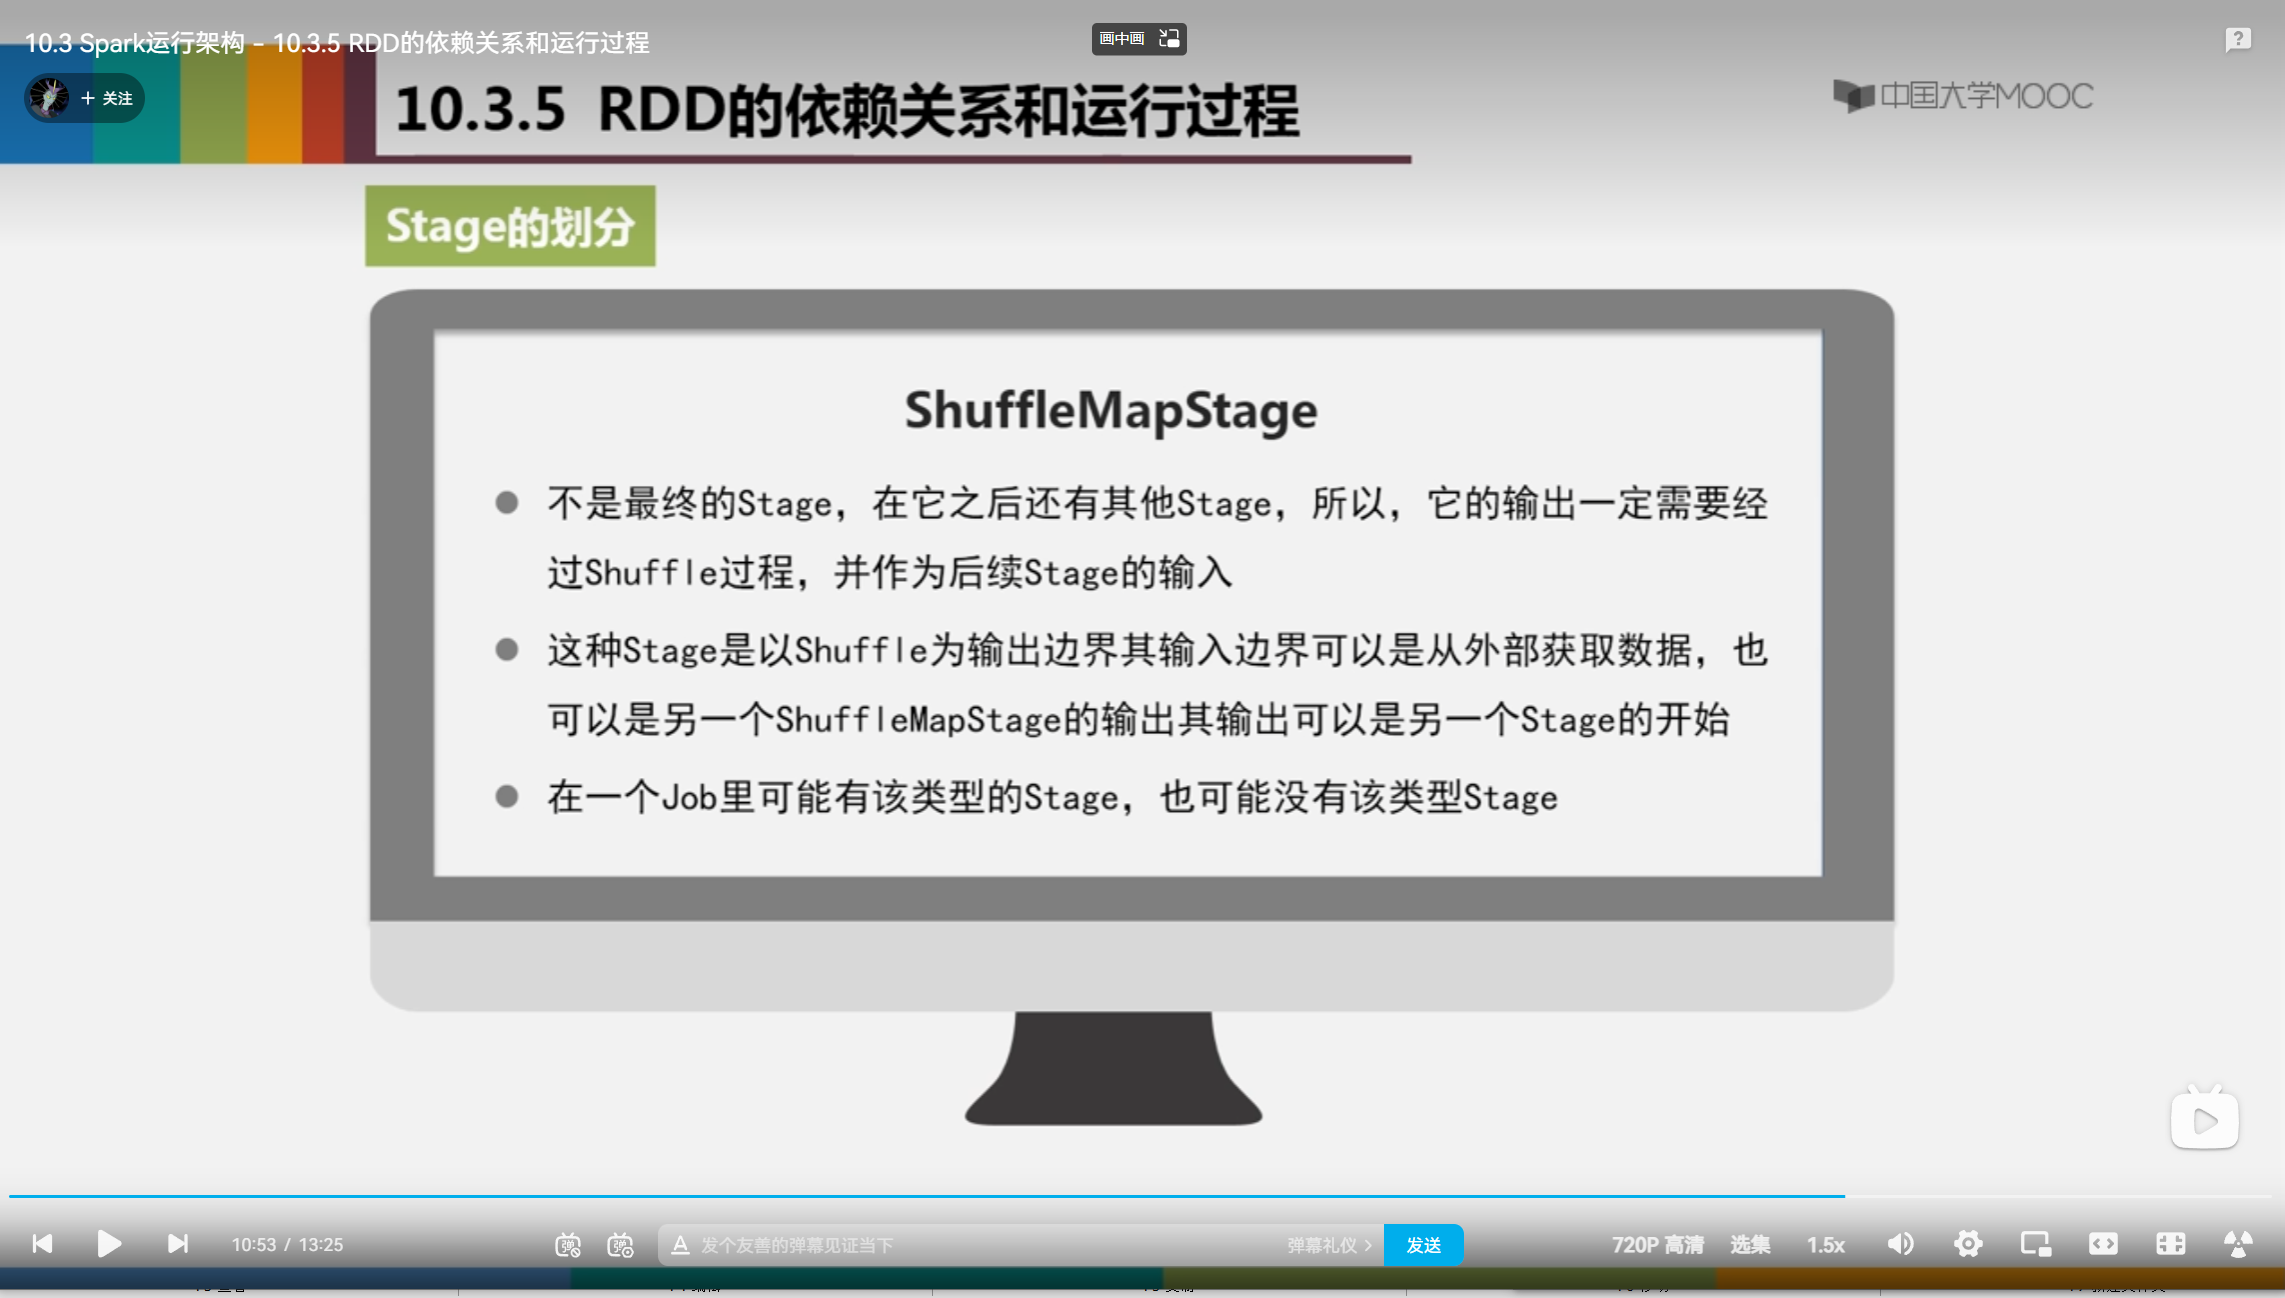 10.3 Spark运行架构 - 10.3.5 RDD的依赖关系和运行过程
画中画
+ 关注
10.3.5 RDD的依赖关系和运行过程
中国大学MOOC
Stage的划分
ShuffleMapStage
● 不是最终的Stage，在它之后还有其他Stage，所以，它的输出一定需要经
过Shuffle过程，并作为后续Stage的输入
● 这种Stage是以Shuffle为输出边界其输入边界可以是从外部获取数据，也
可以是另一个ShuffleMapStage的输出其输出可以是另一个Stage的开始
● 在一个Job里可能有该类型的Stage，也可能没有该类型Stage
10:53 / 13:25
弹
弹
A 发个友善的弹幕见证当下
弹幕礼仪 >
发送
720P 高清
选集
1.5x